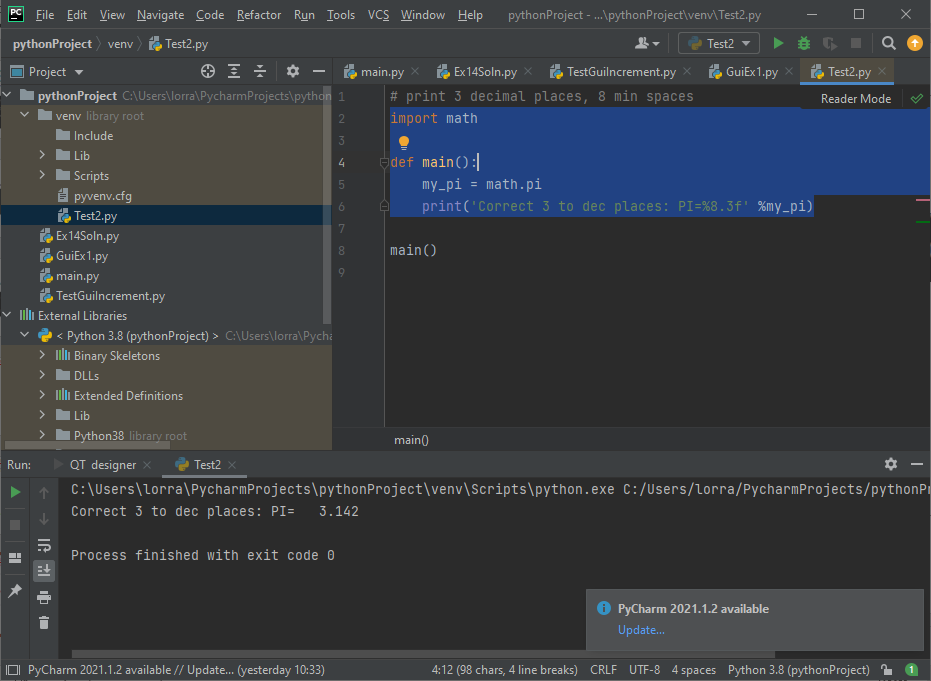 PC File Edit View Navigate Code Refactor Run Tools VCS Window Help pythonProject - ...\pythonProject\venv\Test2.py
pythonProject venv Test2.py Test2
Project main.py Ex14Soln.py TestGuiIncrement.py GuiEx1.py Test2.py
Reader Mode
pythonProject C:\Users\lorra\PycharmProjects\python
venv library root
Include
Lib
Scripts
pyvenv.cfg
Test2.py
Ex14Soln.py
GuiEx1.py
main.py
TestGuiIncrement.py
External Libraries
< Python 3.8 (pythonProject) > C:\Users\lorra\Pycha
Binary Skeletons
DLLs
Extended Definitions
Lib
Python38 library root
1 # print 3 decimal places, 8 min spaces
2 import math
3
4 def main():
5 my_pi = math.pi
6 print('Correct 3 to dec places: PI=%8.3f' %my_pi)
7
8 main()
9
main()
Run: QT designer Test2
C:\Users\lorra\PycharmProjects\pythonProject\venv\Scripts\python.exe C:/Users/lorra/PycharmProjects/pythonPr
Correct 3 to dec places: PI=   3.142
Process finished with exit code 0
PyCharm 2021.1.2 available
Update...
PyCharm 2021.1.2 available // Update... (yesterday 10:33) 4:12 (98 chars, 4 line breaks) CRLF UTF-8 4 spaces Python 3.8 (pythonProject) 1